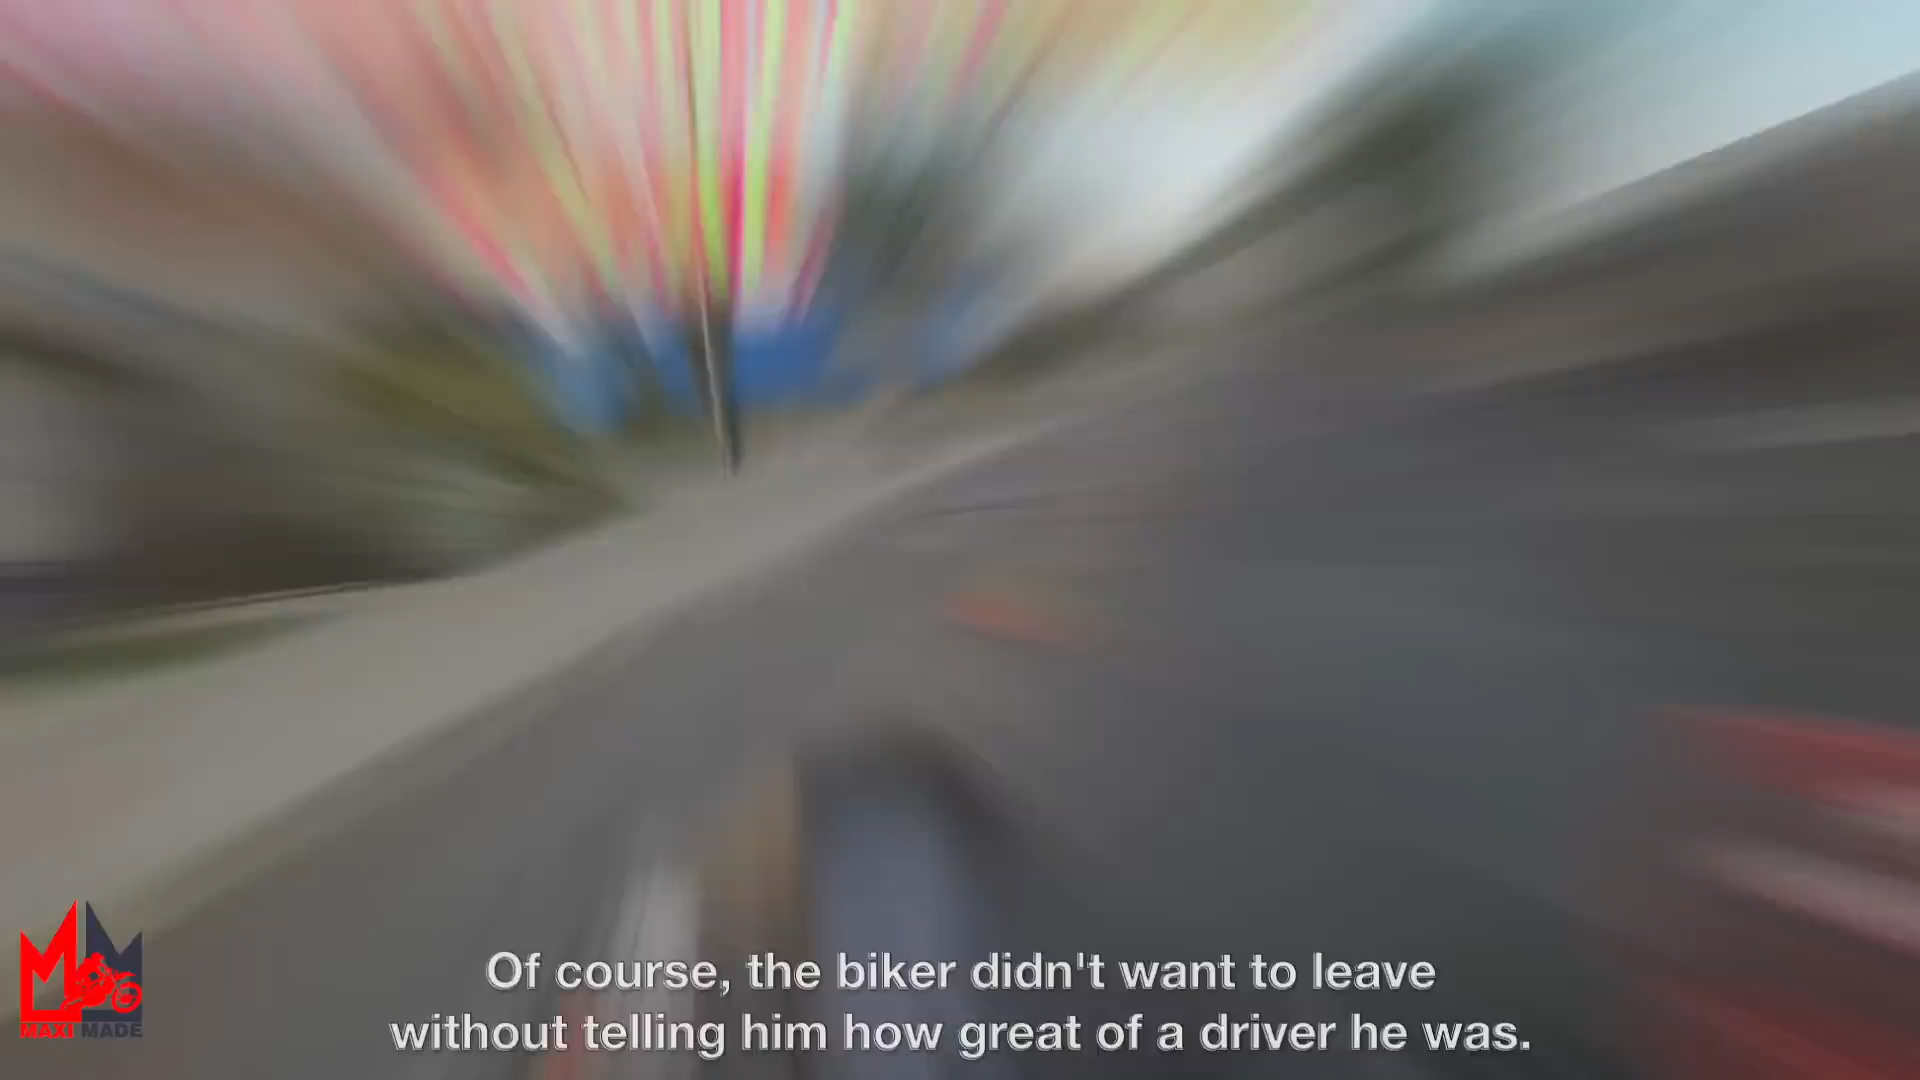 Of course, the biker didn't want to leave
without telling him how great of a driver he was.
MAXI MADE